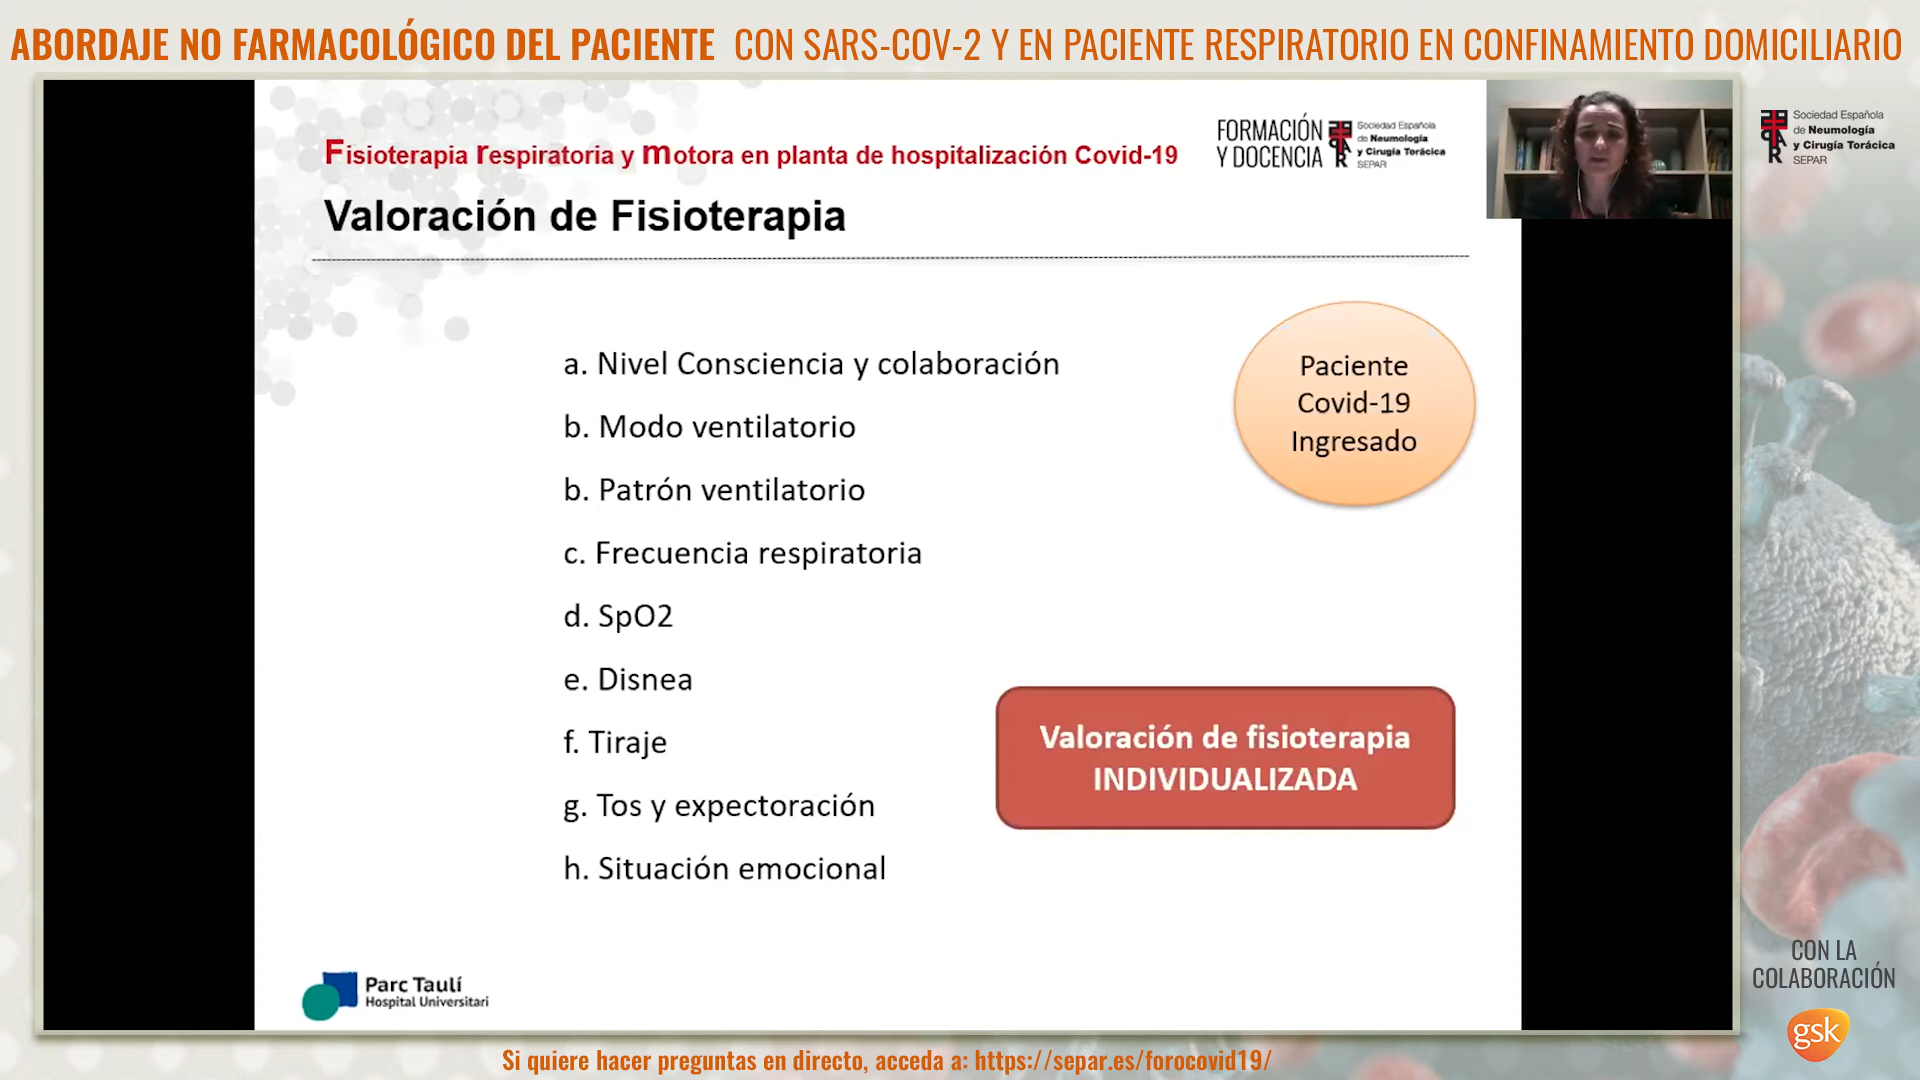 ABORDAJE NO FARMACOLÓGICO DEL PACIENTE CON SARS-COV-2 Y EN PACIENTE RESPIRATORIO EN CONFINAMIENTO DOMICILIARIO
Fisioterapia respiratoria y motora en planta de hospitalización Covid-19
FORMACIÓN
Y DOCENCIA
Sociedad Española
de Neumología
y Cirugía Torácica
SEPAR
Sociedad Española
de Neumología
y Cirugía Torácica
SEPAR
Valoración de Fisioterapia
a. Nivel Consciencia y colaboración
b. Modo ventilatorio
b. Patrón ventilatorio
c. Frecuencia respiratoria
d. SpO2
e. Disnea
f. Tiraje
g. Tos y expectoración
h. Situación emocional
Paciente
Covid-19
Ingresado
Valoración de fisioterapia
INDIVIDUALIZADA
Parc Taulí
Hospital Universitari
CON LA
COLABORACIÓN
gsk
Si quiere hacer preguntas en directo, acceda a: https://separ.es/forocovid19/